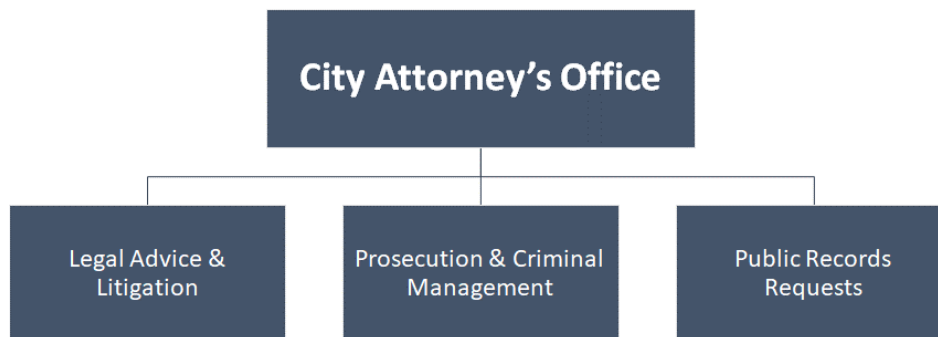 City Attorney’s Office
Legal Advice &
Litigation
Prosecution & Criminal
Management
Public Records
Requests